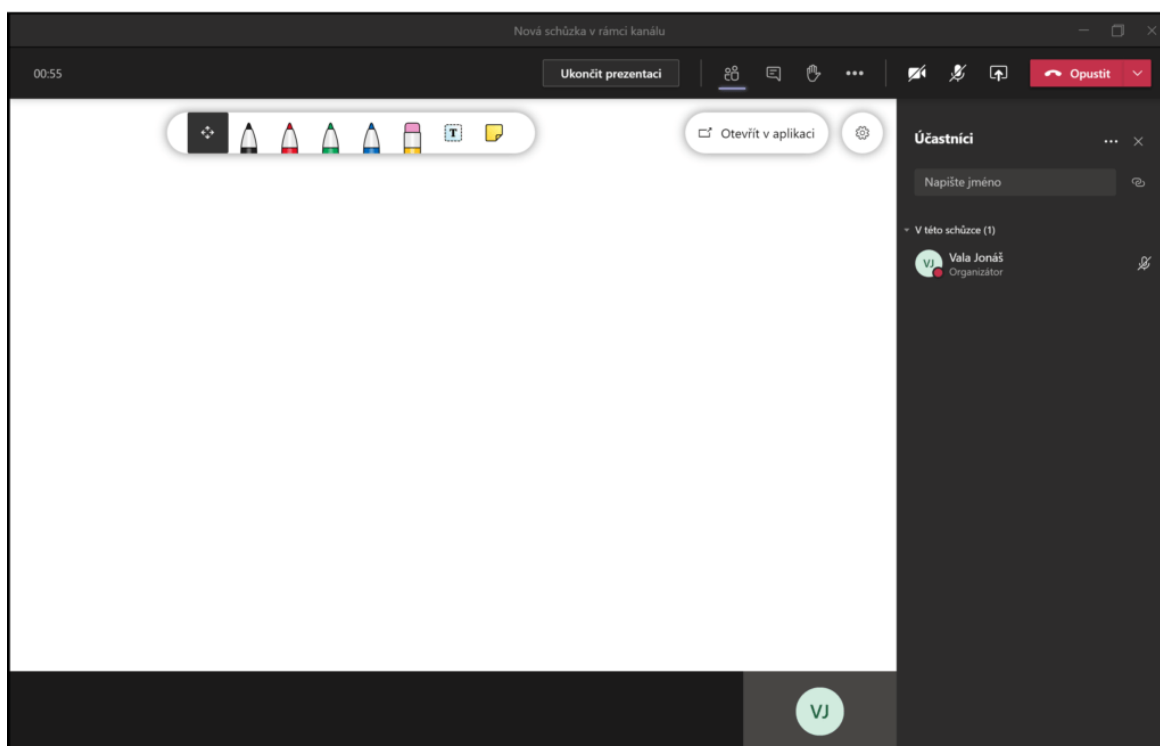 Nová schůzka v rámci kanálu
00:55
Ukončit prezentaci
Opustit
T
Otevřít v aplikaci
Účastníci
Napište jméno
V této schůzce (1)
VJ
Vala Jonáš
Organizátor
VJ